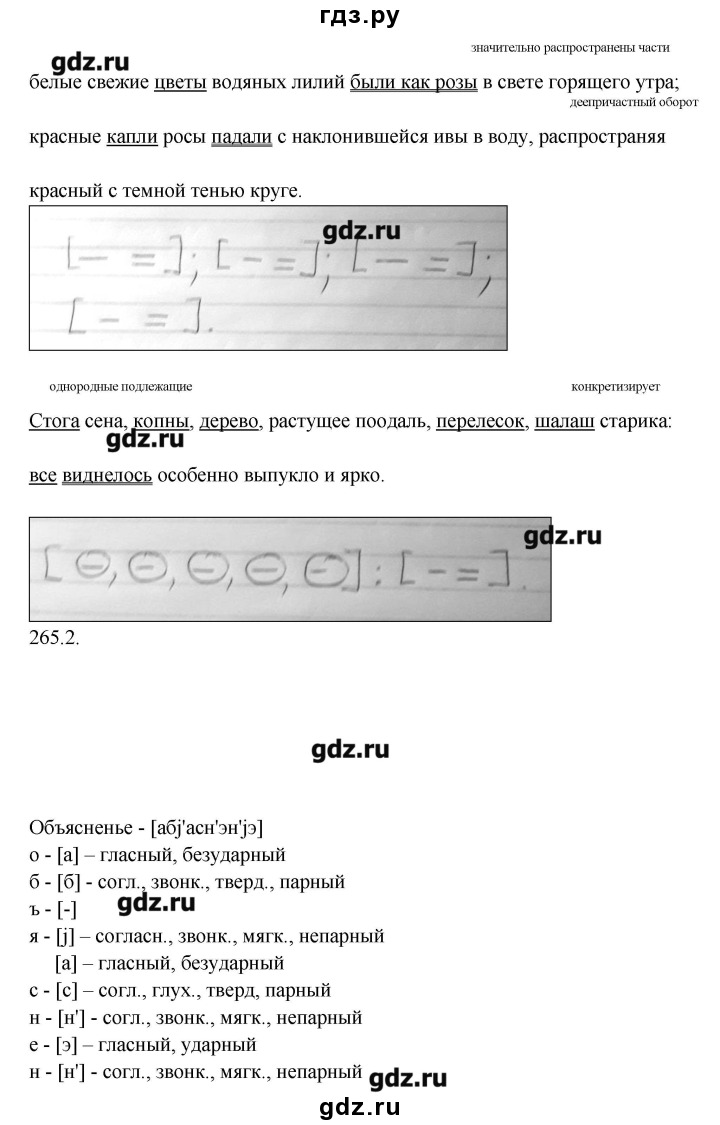 гдз.ру
значительно распространены части
gdz.ru
белые свежие цветы водяных лилий были как розы в свете горящего утра;
деепричастный оборот
красные капли росы падали с наклонившейся ивы в воду, распространяя
красный с темной тенью круге.
gdz.ru
[— =]; [— =]; [— =];
[— =].
однородные подлежащие конкретизирует
Стога сена, копны, дерево, растущее поодаль, перелесок, шалаш старика:
gdz.ru
все виднелось особенно выпукло и ярко.
gdz.ru
[—, —, —, —, —] : [— =].
265.2.
gdz.ru
Объясненье - [абj'асн'эн'jэ]
о - [а] – гласный, безударный
б - [б] - согл., звонк., тверд., парный
gdz.ru
ъ - [-]
я - [j] – согласн., звонк., мягк., непарный
[а] – гласный, безударный
с - [с] – согл., глух., тверд, парный
н - [н'] - согл., звонк., мягк., непарный
е - [э] – гласный, ударный
н - [н'] - согл., звонк., мягк., непарный
gdz.ru
gdz.ru